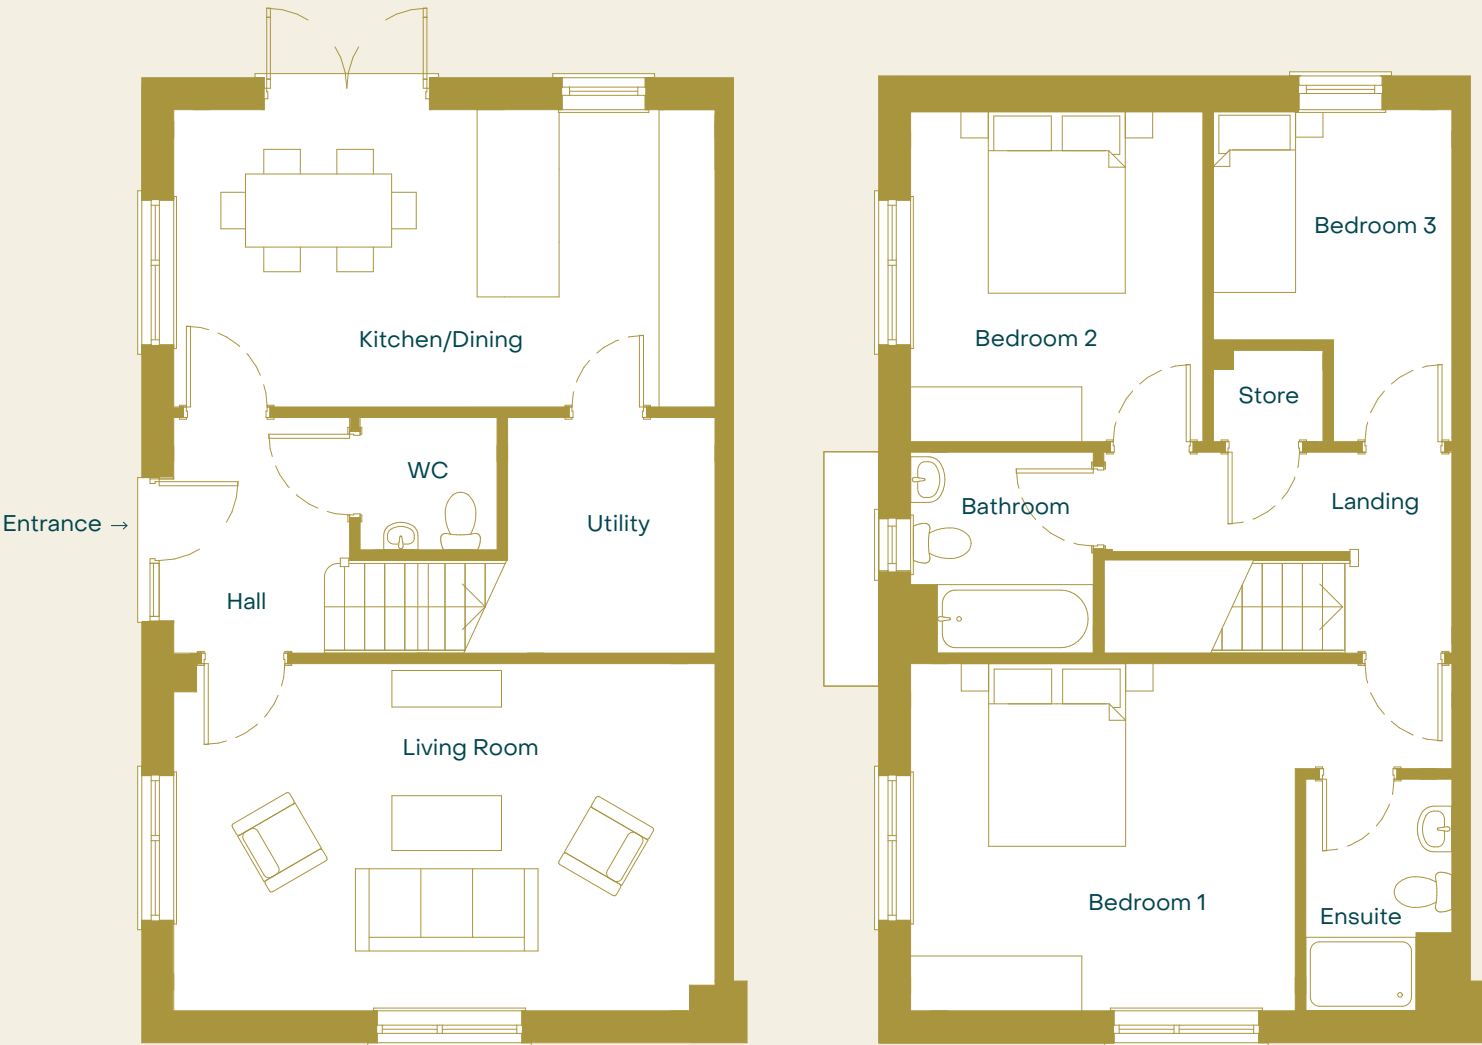 Kitchen/Dining
WC
Entrance →
Utility
Hall
Living Room
Bedroom 3
Bedroom 2
Store
Landing
Bathroom
Bedroom 1
Ensuite